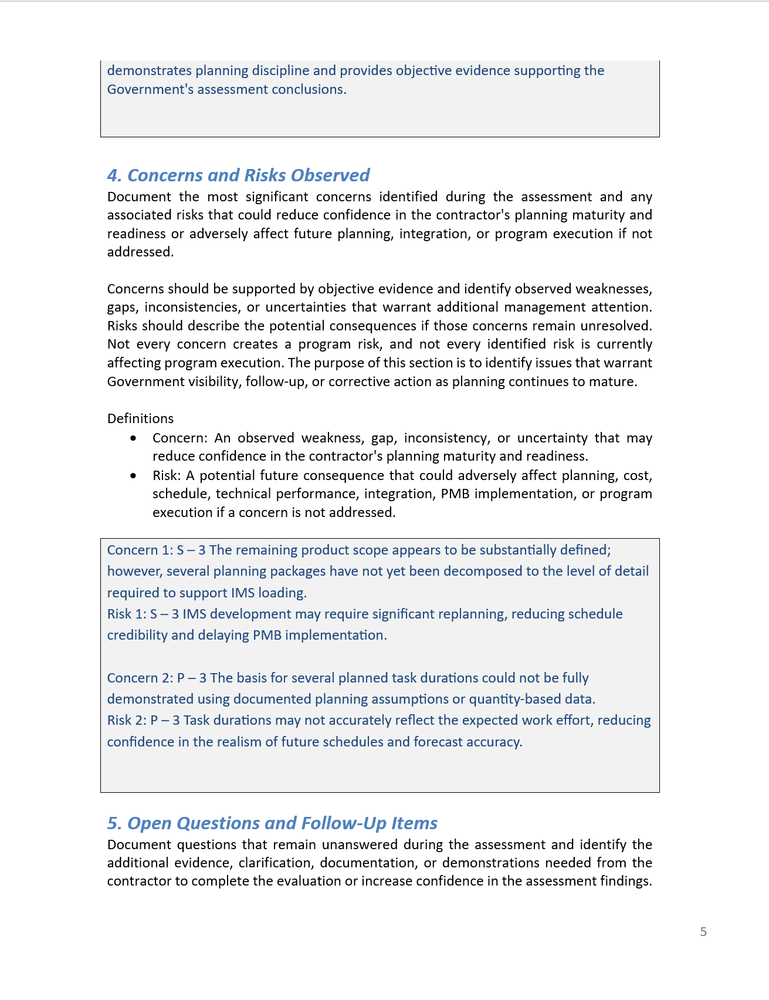 demonstrates planning discipline and provides objective evidence supporting the
Government's assessment conclusions.
4. Concerns and Risks Observed
Document the most significant concerns identified during the assessment and any
associated risks that could reduce confidence in the contractor's planning maturity and
readiness or adversely affect future planning, integration, or program execution if not
addressed.
Concerns should be supported by objective evidence and identify observed weaknesses,
gaps, inconsistencies, or uncertainties that warrant additional management attention.
Risks should describe the potential consequences if those concerns remain unresolved.
Not every concern creates a program risk, and not every identified risk is currently
affecting program execution. The purpose of this section is to identify issues that warrant
Government visibility, follow-up, or corrective action as planning continues to mature.
Definitions
• Concern: An observed weakness, gap, inconsistency, or uncertainty that may
reduce confidence in the contractor's planning maturity and readiness.
• Risk: A potential future consequence that could adversely affect planning, cost,
schedule, technical performance, integration, PMB implementation, or program
execution if a concern is not addressed.
Concern 1: S – 3 The remaining product scope appears to be substantially defined;
however, several planning packages have not yet been decomposed to the level of detail
required to support IMS loading.
Risk 1: S – 3 IMS development may require significant replanning, reducing schedule
credibility and delaying PMB implementation.
Concern 2: P – 3 The basis for several planned task durations could not be fully
demonstrated using documented planning assumptions or quantity-based data.
Risk 2: P – 3 Task durations may not accurately reflect the expected work effort, reducing
confidence in the realism of future schedules and forecast accuracy.
5. Open Questions and Follow-Up Items
Document questions that remain unanswered during the assessment and identify the
additional evidence, clarification, documentation, or demonstrations needed from the
contractor to complete the evaluation or increase confidence in the assessment findings.
5